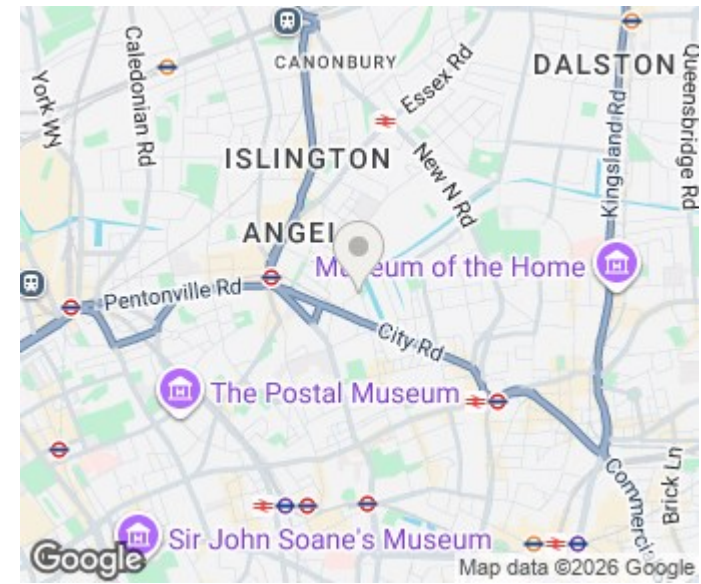 CANONBURY
Essex Rd
DALSTON
Caledonian Rd
York WY
Queensbridge Rd
Kingsland Rd
ISLINGTON
New N Rd
ANGEL
Museum of the Home
Pentonville Rd
City Rd
The Postal Museum
Commerci
Brick Ln
Sir John Soane's Museum
Google
Map data ©2026 Google